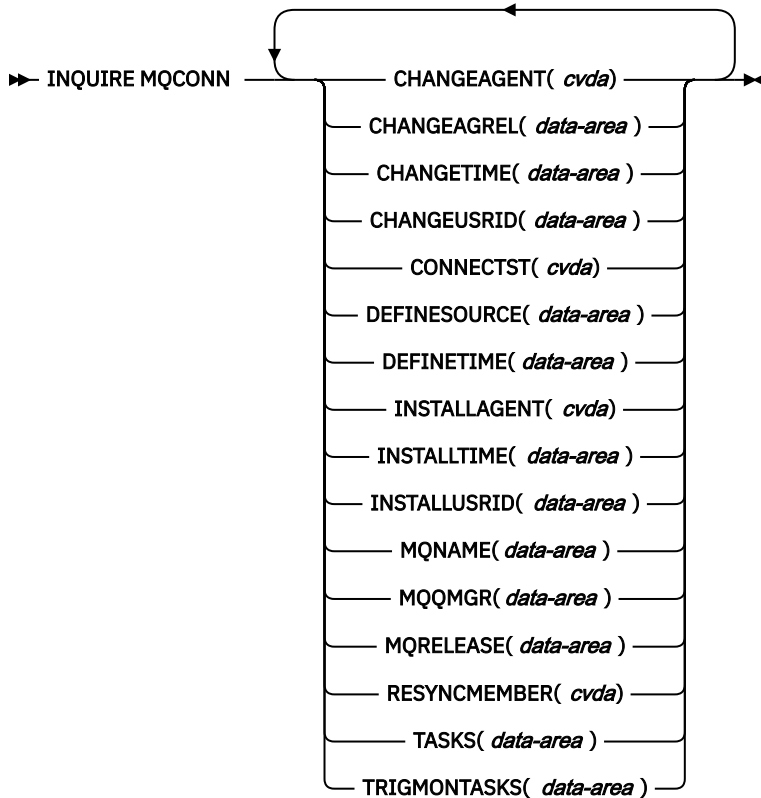 INQUIRE MQCONN CHANGEAGENT( cvda)
CHANGEAGREL( data-area )
CHANGETIME( data-area )
CHANGEUSRID( data-area )
CONNECTST( cvda)
DEFINESOURCE( data-area )
DEFINETIME( data-area )
INSTALLAGENT( cvda)
INSTALLTIME( data-area )
INSTALLUSRID( data-area )
MQNAME( data-area )
MQQMGR( data-area )
MQRELEASE( data-area )
RESYNCMEMBER( cvda)
TASKS( data-area )
TRIGMONTASKS( data-area )